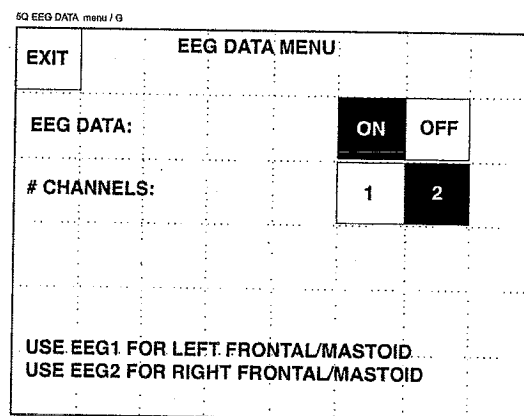 5Q EEG DATA menu / G
EXIT
EEG DATA MENU
EEG DATA:
ON
OFF
# CHANNELS:
1
2
USE EEG1 FOR LEFT FRONTAL/MASTOID
USE EEG2 FOR RIGHT FRONTAL/MASTOID